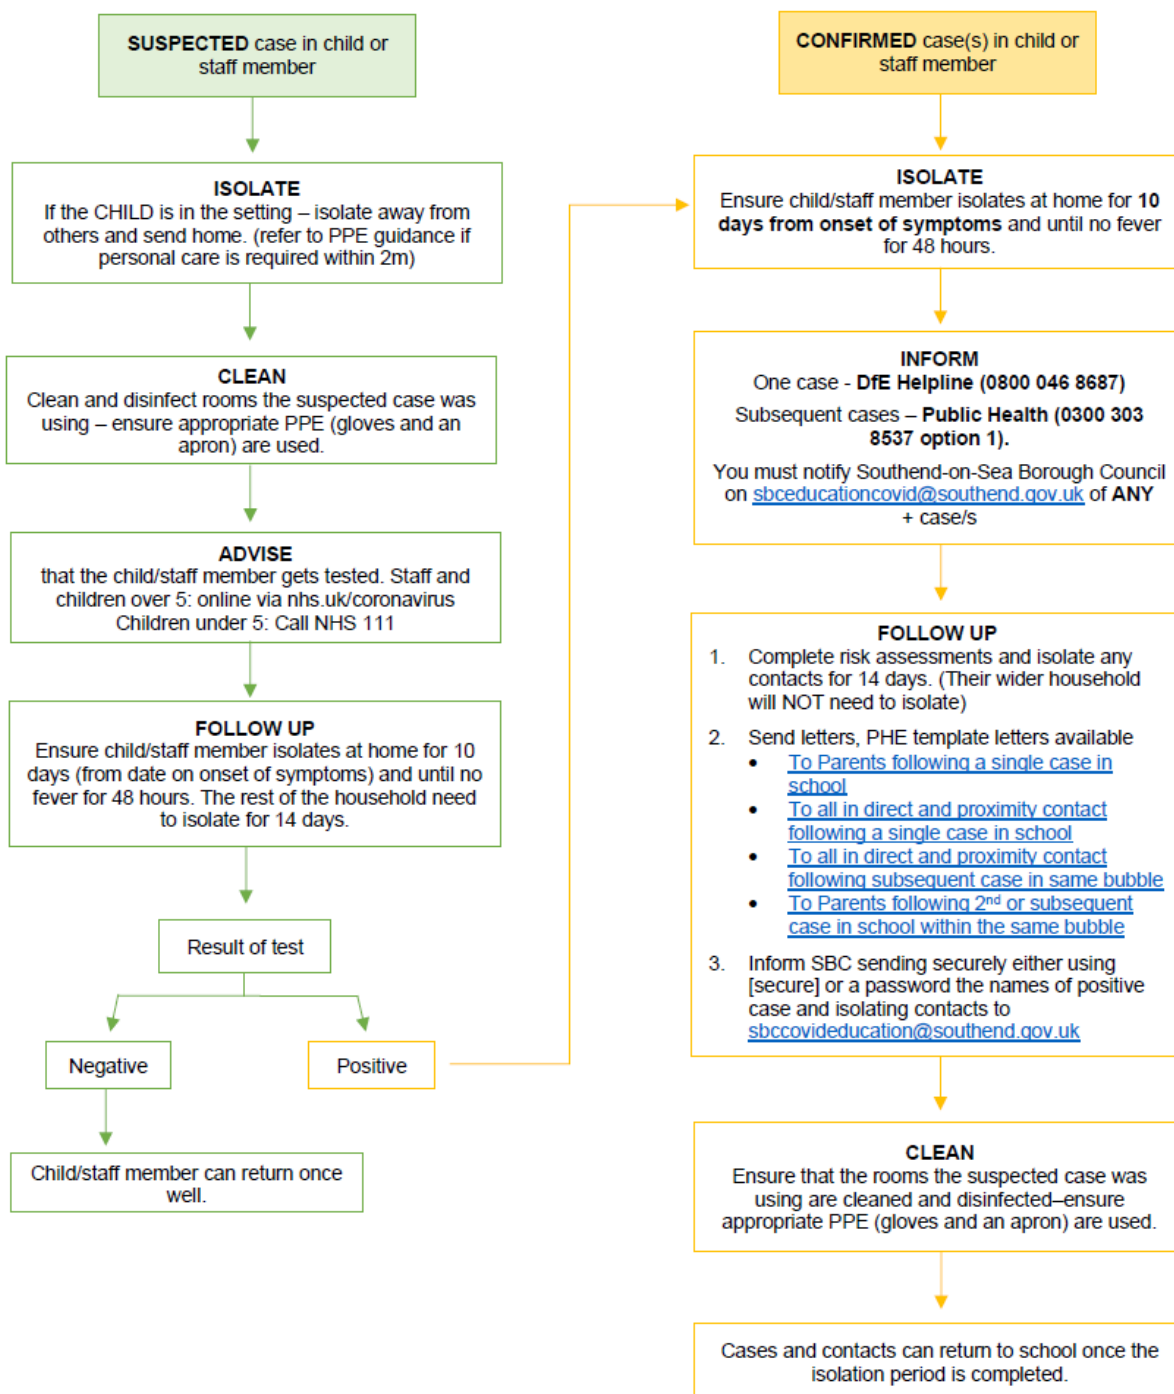 SUSPECTED case in child or
staff member
ISOLATE
If the CHILD is in the setting – isolate away from
others and send home. (refer to PPE guidance if
personal care is required within 2m)
CLEAN
Clean and disinfect rooms the suspected case was
using – ensure appropriate PPE (gloves and an
apron) are used.
ADVISE
that the child/staff member gets tested. Staff and
children over 5: online via nhs.uk/coronavirus
Children under 5: Call NHS 111
FOLLOW UP
Ensure child/staff member isolates at home for 10
days (from date on onset of symptoms) and until no
fever for 48 hours. The rest of the household need
to isolate for 14 days.
Result of test
Negative
Positive
Child/staff member can return once
well.
CONFIRMED case(s) in child or
staff member
ISOLATE
Ensure child/staff member isolates at home for 10
days from onset of symptoms and until no fever
for 48 hours.
INFORM
One case - DfE Helpline (0800 046 8687)
Subsequent cases – Public Health (0300 303
8537 option 1).
You must notify Southend-on-Sea Borough Council
on sbceducationcovid@southend.gov.uk of ANY
+ case/s
FOLLOW UP
1. Complete risk assessments and isolate any
contacts for 14 days. (Their wider household
will NOT need to isolate)
2. Send letters, PHE template letters available
• To Parents following a single case in
school
• To all in direct and proximity contact
following a single case in school
• To all in direct and proximity contact
following subsequent case in same bubble
• To Parents following 2nd or subsequent
case in school within the same bubble
3. Inform SBC sending securely either using
[secure] or a password the names of positive
case and isolating contacts to
sbccovideducation@southend.gov.uk
CLEAN
Ensure that the rooms the suspected case was
using are cleaned and disinfected–ensure
appropriate PPE (gloves and an apron) are used.
Cases and contacts can return to school once the
isolation period is completed.